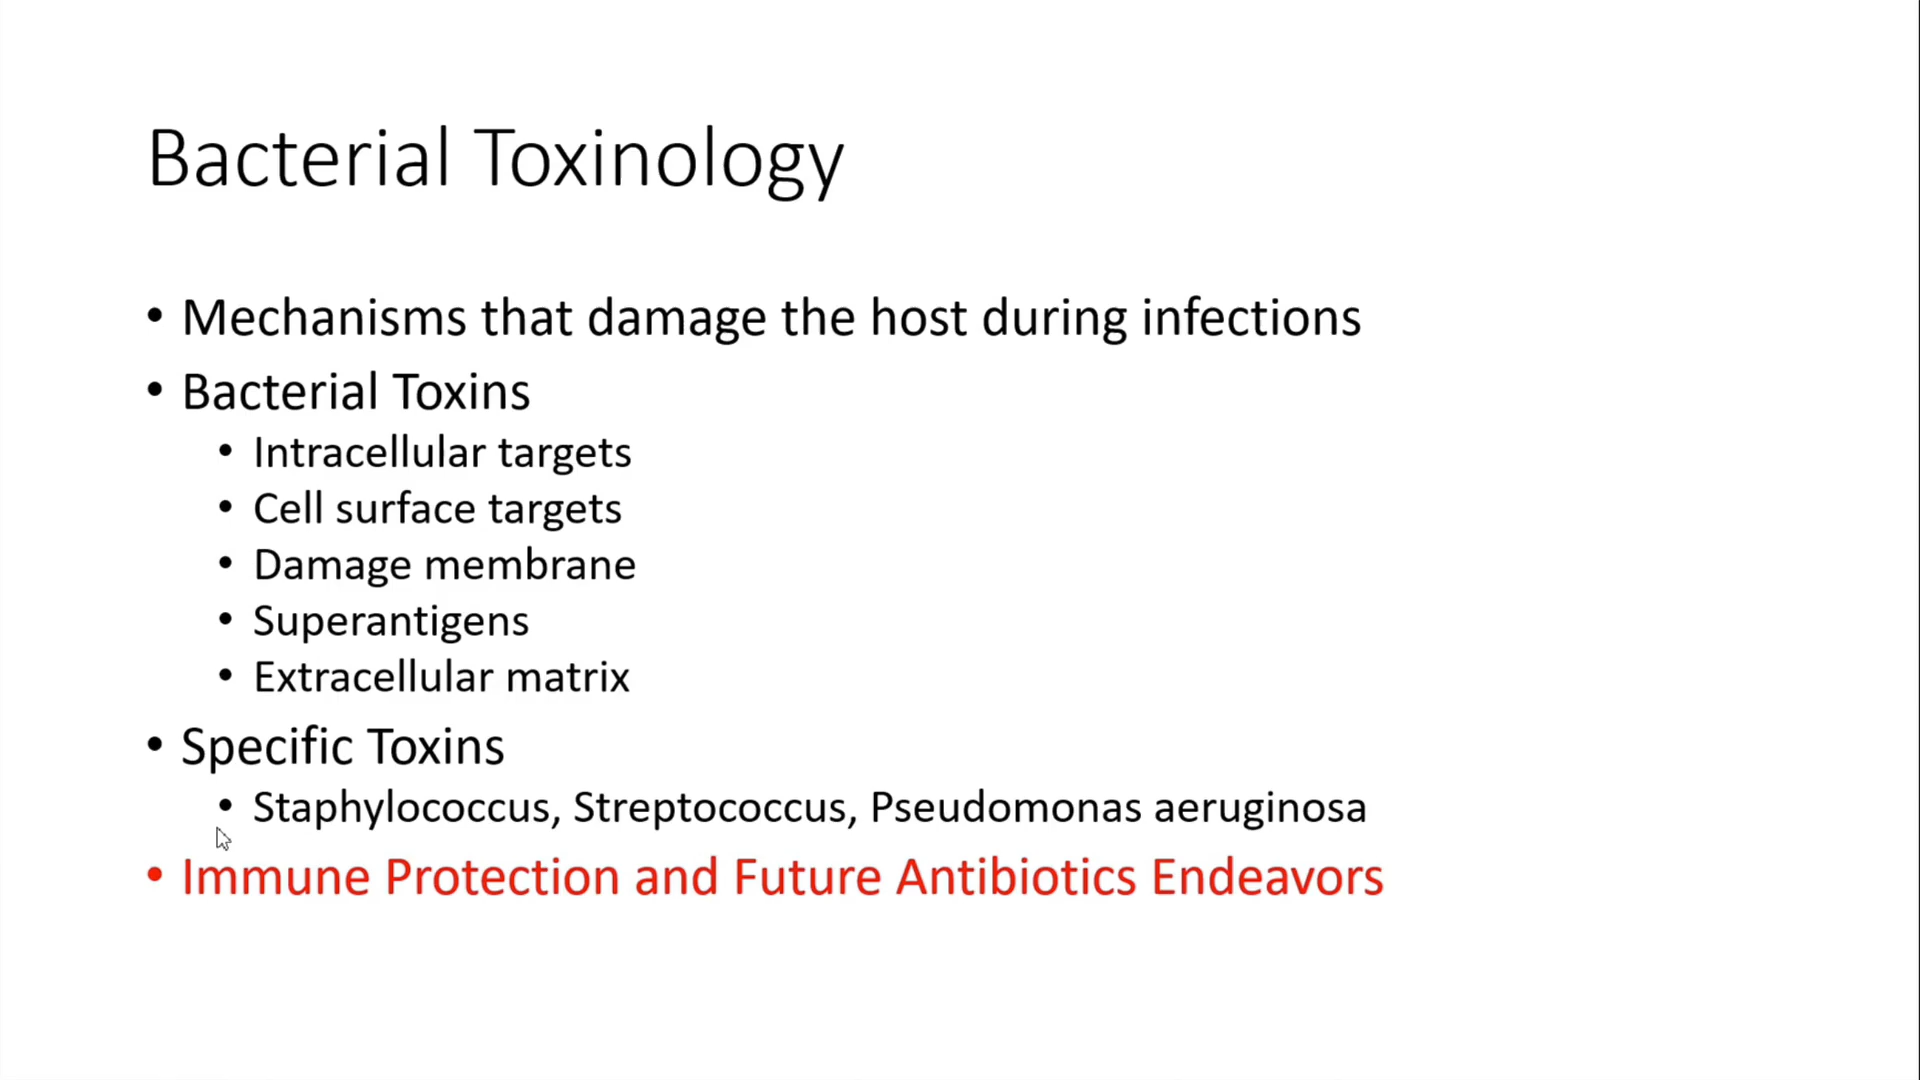 Bacterial Toxinology
• Mechanisms that damage the host during infections
• Bacterial Toxins
• Intracellular targets
• Cell surface targets
• Damage membrane
• Superantigens
• Extracellular matrix
• Specific Toxins
• Staphylococcus, Streptococcus, Pseudomonas aeruginosa
• Immune Protection and Future Antibiotics Endeavors